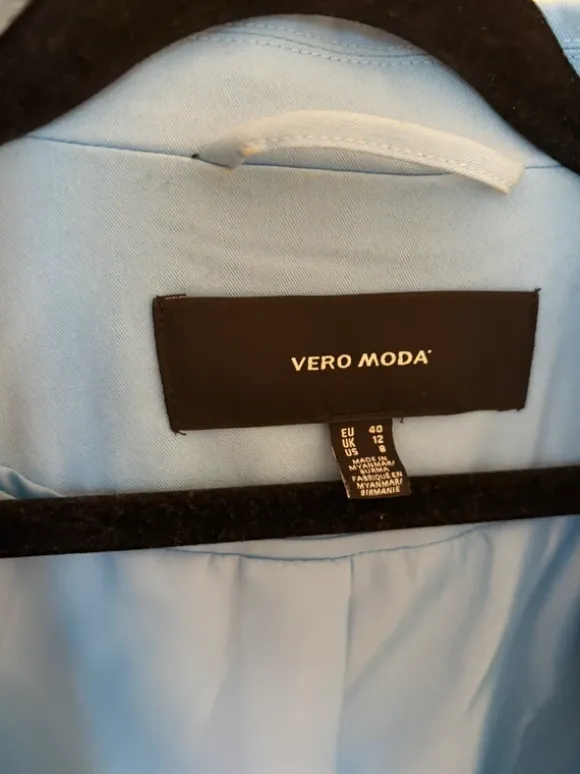 VERO MODA
EU 40
UK 12
US 8
MADE IN
MYANMAR/
BURMA
FABRIQUÉ EN
MYANMAR/
BIRMANIE